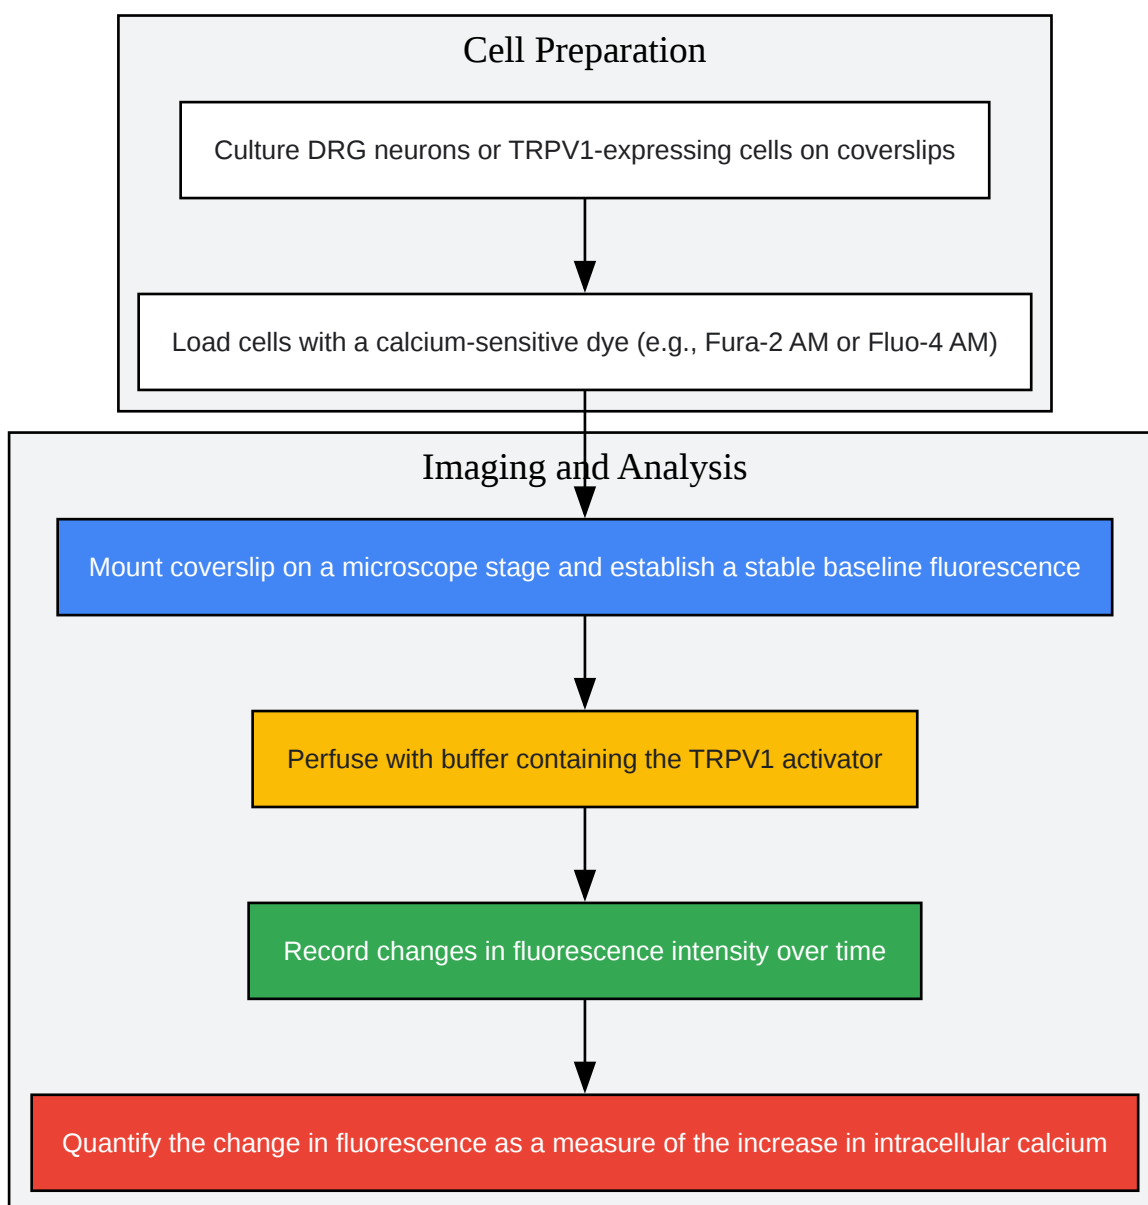 Cell Preparation
Culture DRG neurons or TRPV1-expressing cells on coverslips
Load cells with a calcium-sensitive dye (e.g., Fura-2 AM or Fluo-4 AM)
Imaging and Analysis
Mount coverslip on a microscope stage and establish a stable baseline fluorescence
Perfuse with buffer containing the TRPV1 activator
Record changes in fluorescence intensity over time
Quantify the change in fluorescence as a measure of the increase in intracellular calcium